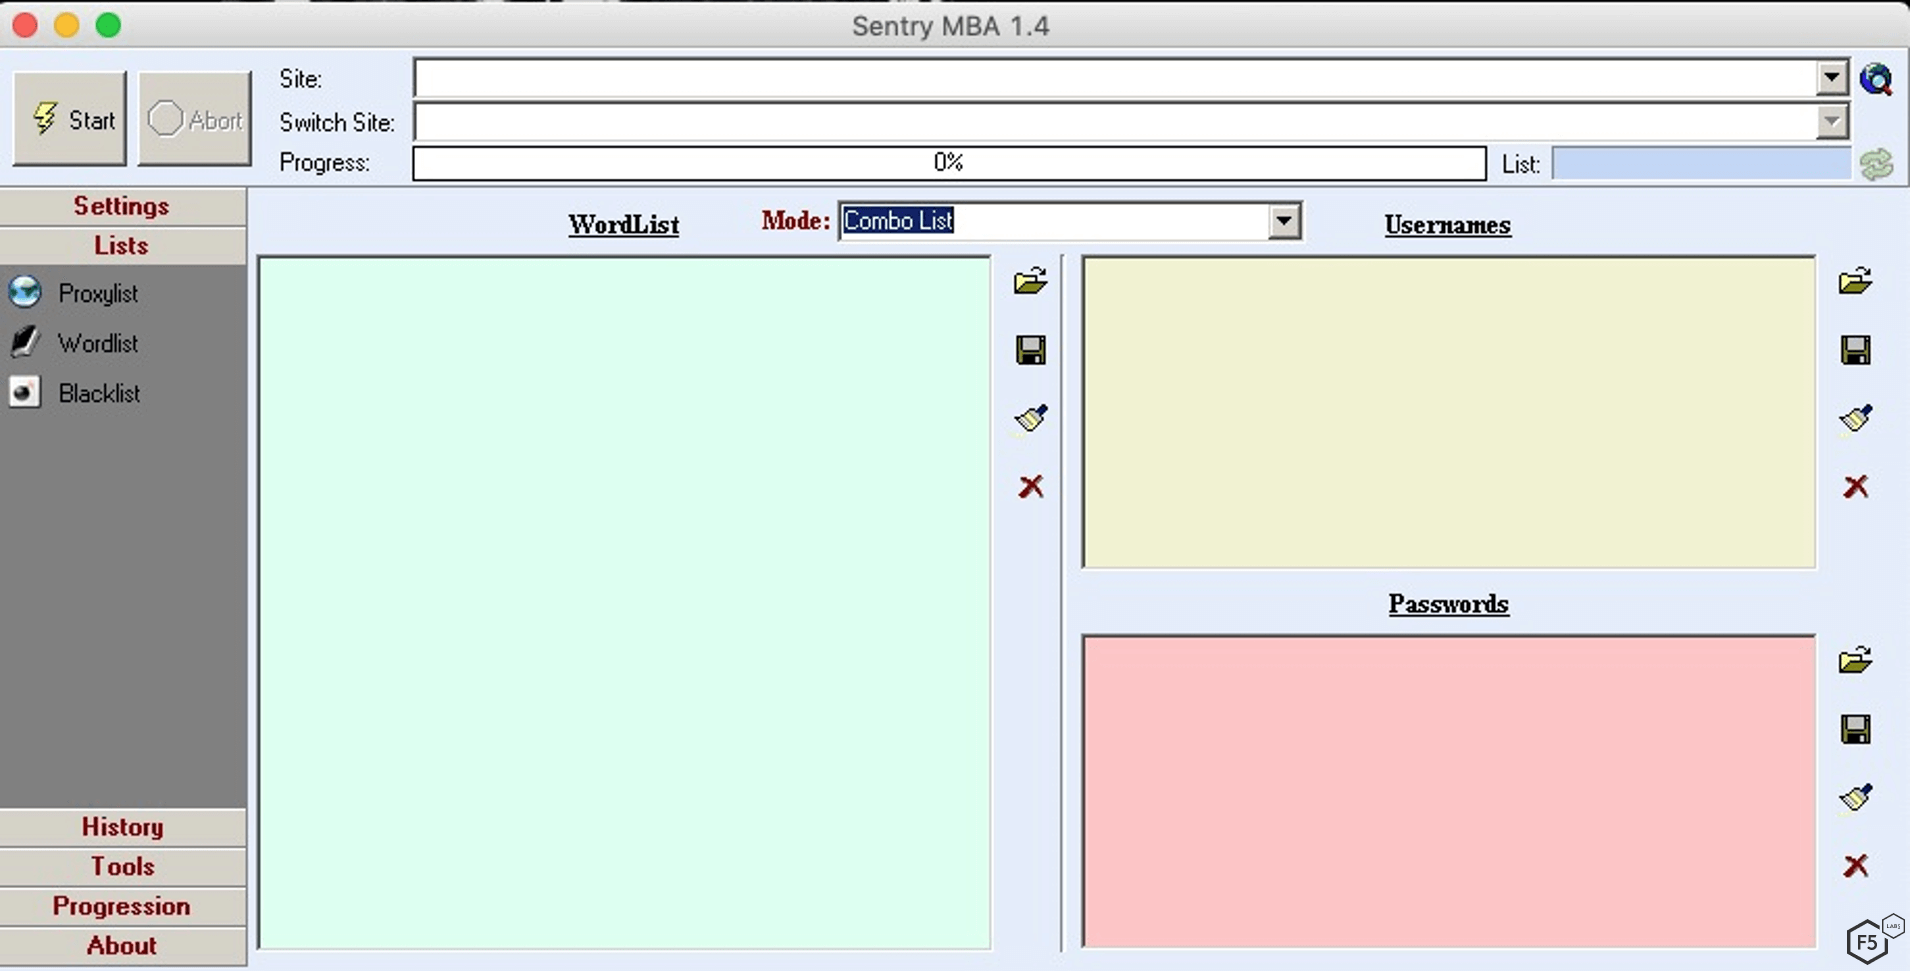 Sentry MBA 1.4
Start
Abort
Site:
Switch Site:
Progress:
0%
List:
Settings
Lists
Proxylist
Wordlist
Blacklist
History
Tools
Progression
About
WordList
Mode:
Combo List
Usernames
Passwords
F5
LABS